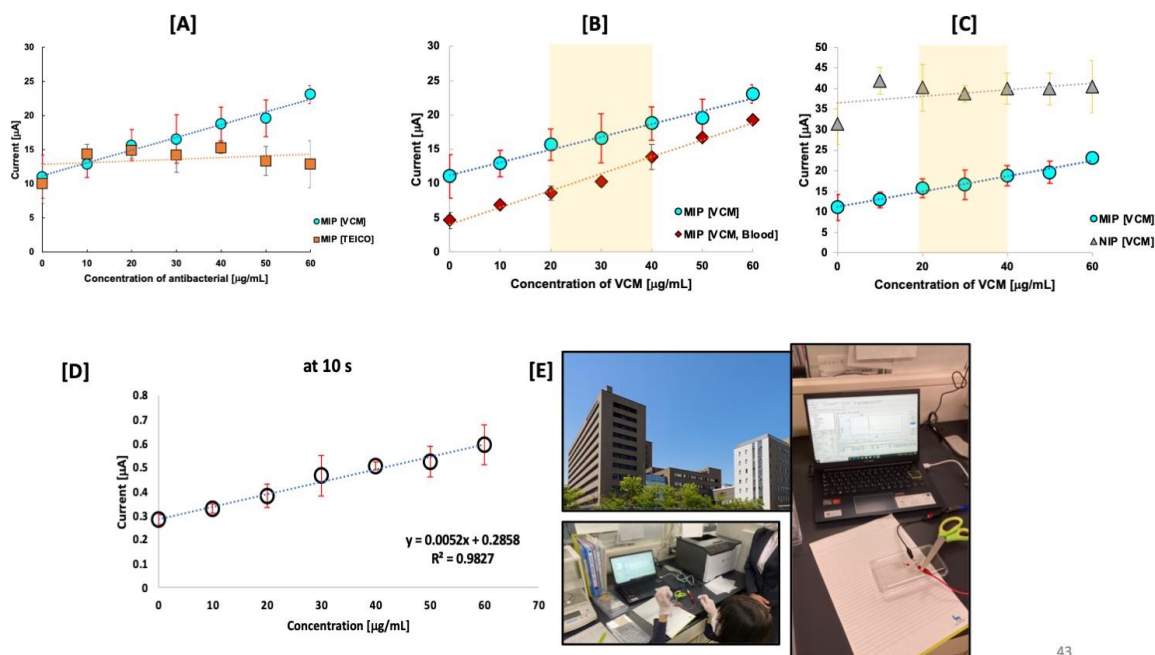 [A]
30
25
20
15
10
5
0
Current [µA]
0 10 20 30 40 50 60
Concentration of antibacterial [µg/mL]
MIP [VCM]
MIP [TEICO]
[B]
30
25
20
15
10
5
0
Current [µA]
0 10 20 30 40 50 60
Concentration of VCM [µg/mL]
MIP [VCM]
MIP [VCM, Blood]
[C]
50
45
40
35
30
25
20
15
10
5
0
Current [µA]
0 20 40 60
Concentration of VCM [µg/mL]
MIP [VCM]
NIP [VCM]
[D]
at 10 s
0.8
0.7
0.6
0.5
0.4
0.3
0.2
0.1
0
Current [µA]
0 10 20 30 40 50 60 70
Concentration [µg/mL]
y = 0.0052x + 0.2858
R² = 0.9827
[E]
43